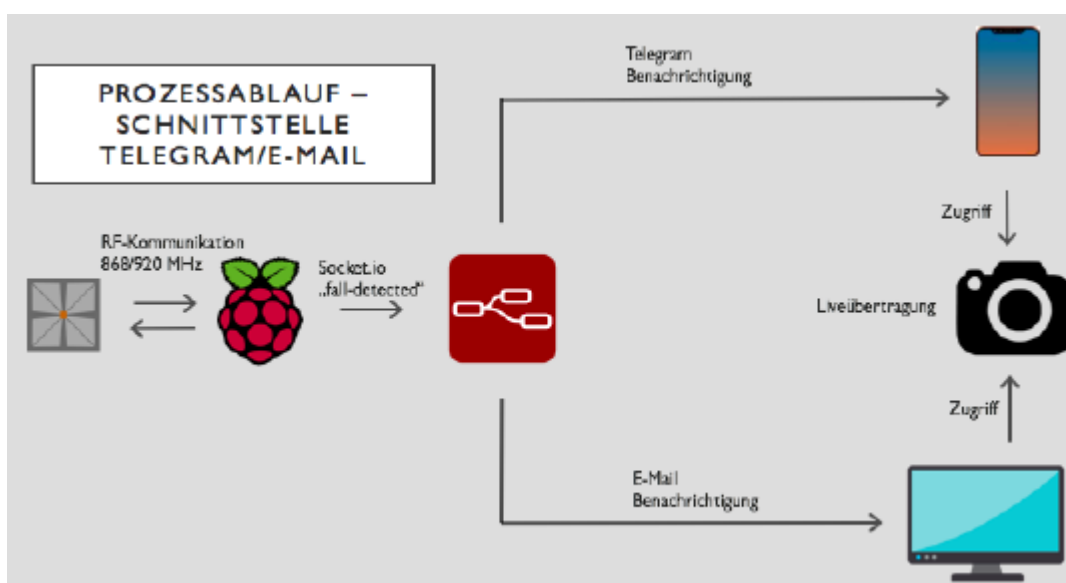 PROZESSABLAUF –
SCHNITTSTELLE
TELEGRAM/E-MAIL
Telegram
Benachrichtigung
Zugriff
RF-Kommunikation
868/920 MHz
Socket.io
„fall-detected“
Liveübertragung
Zugriff
E-Mail
Benachrichtigung